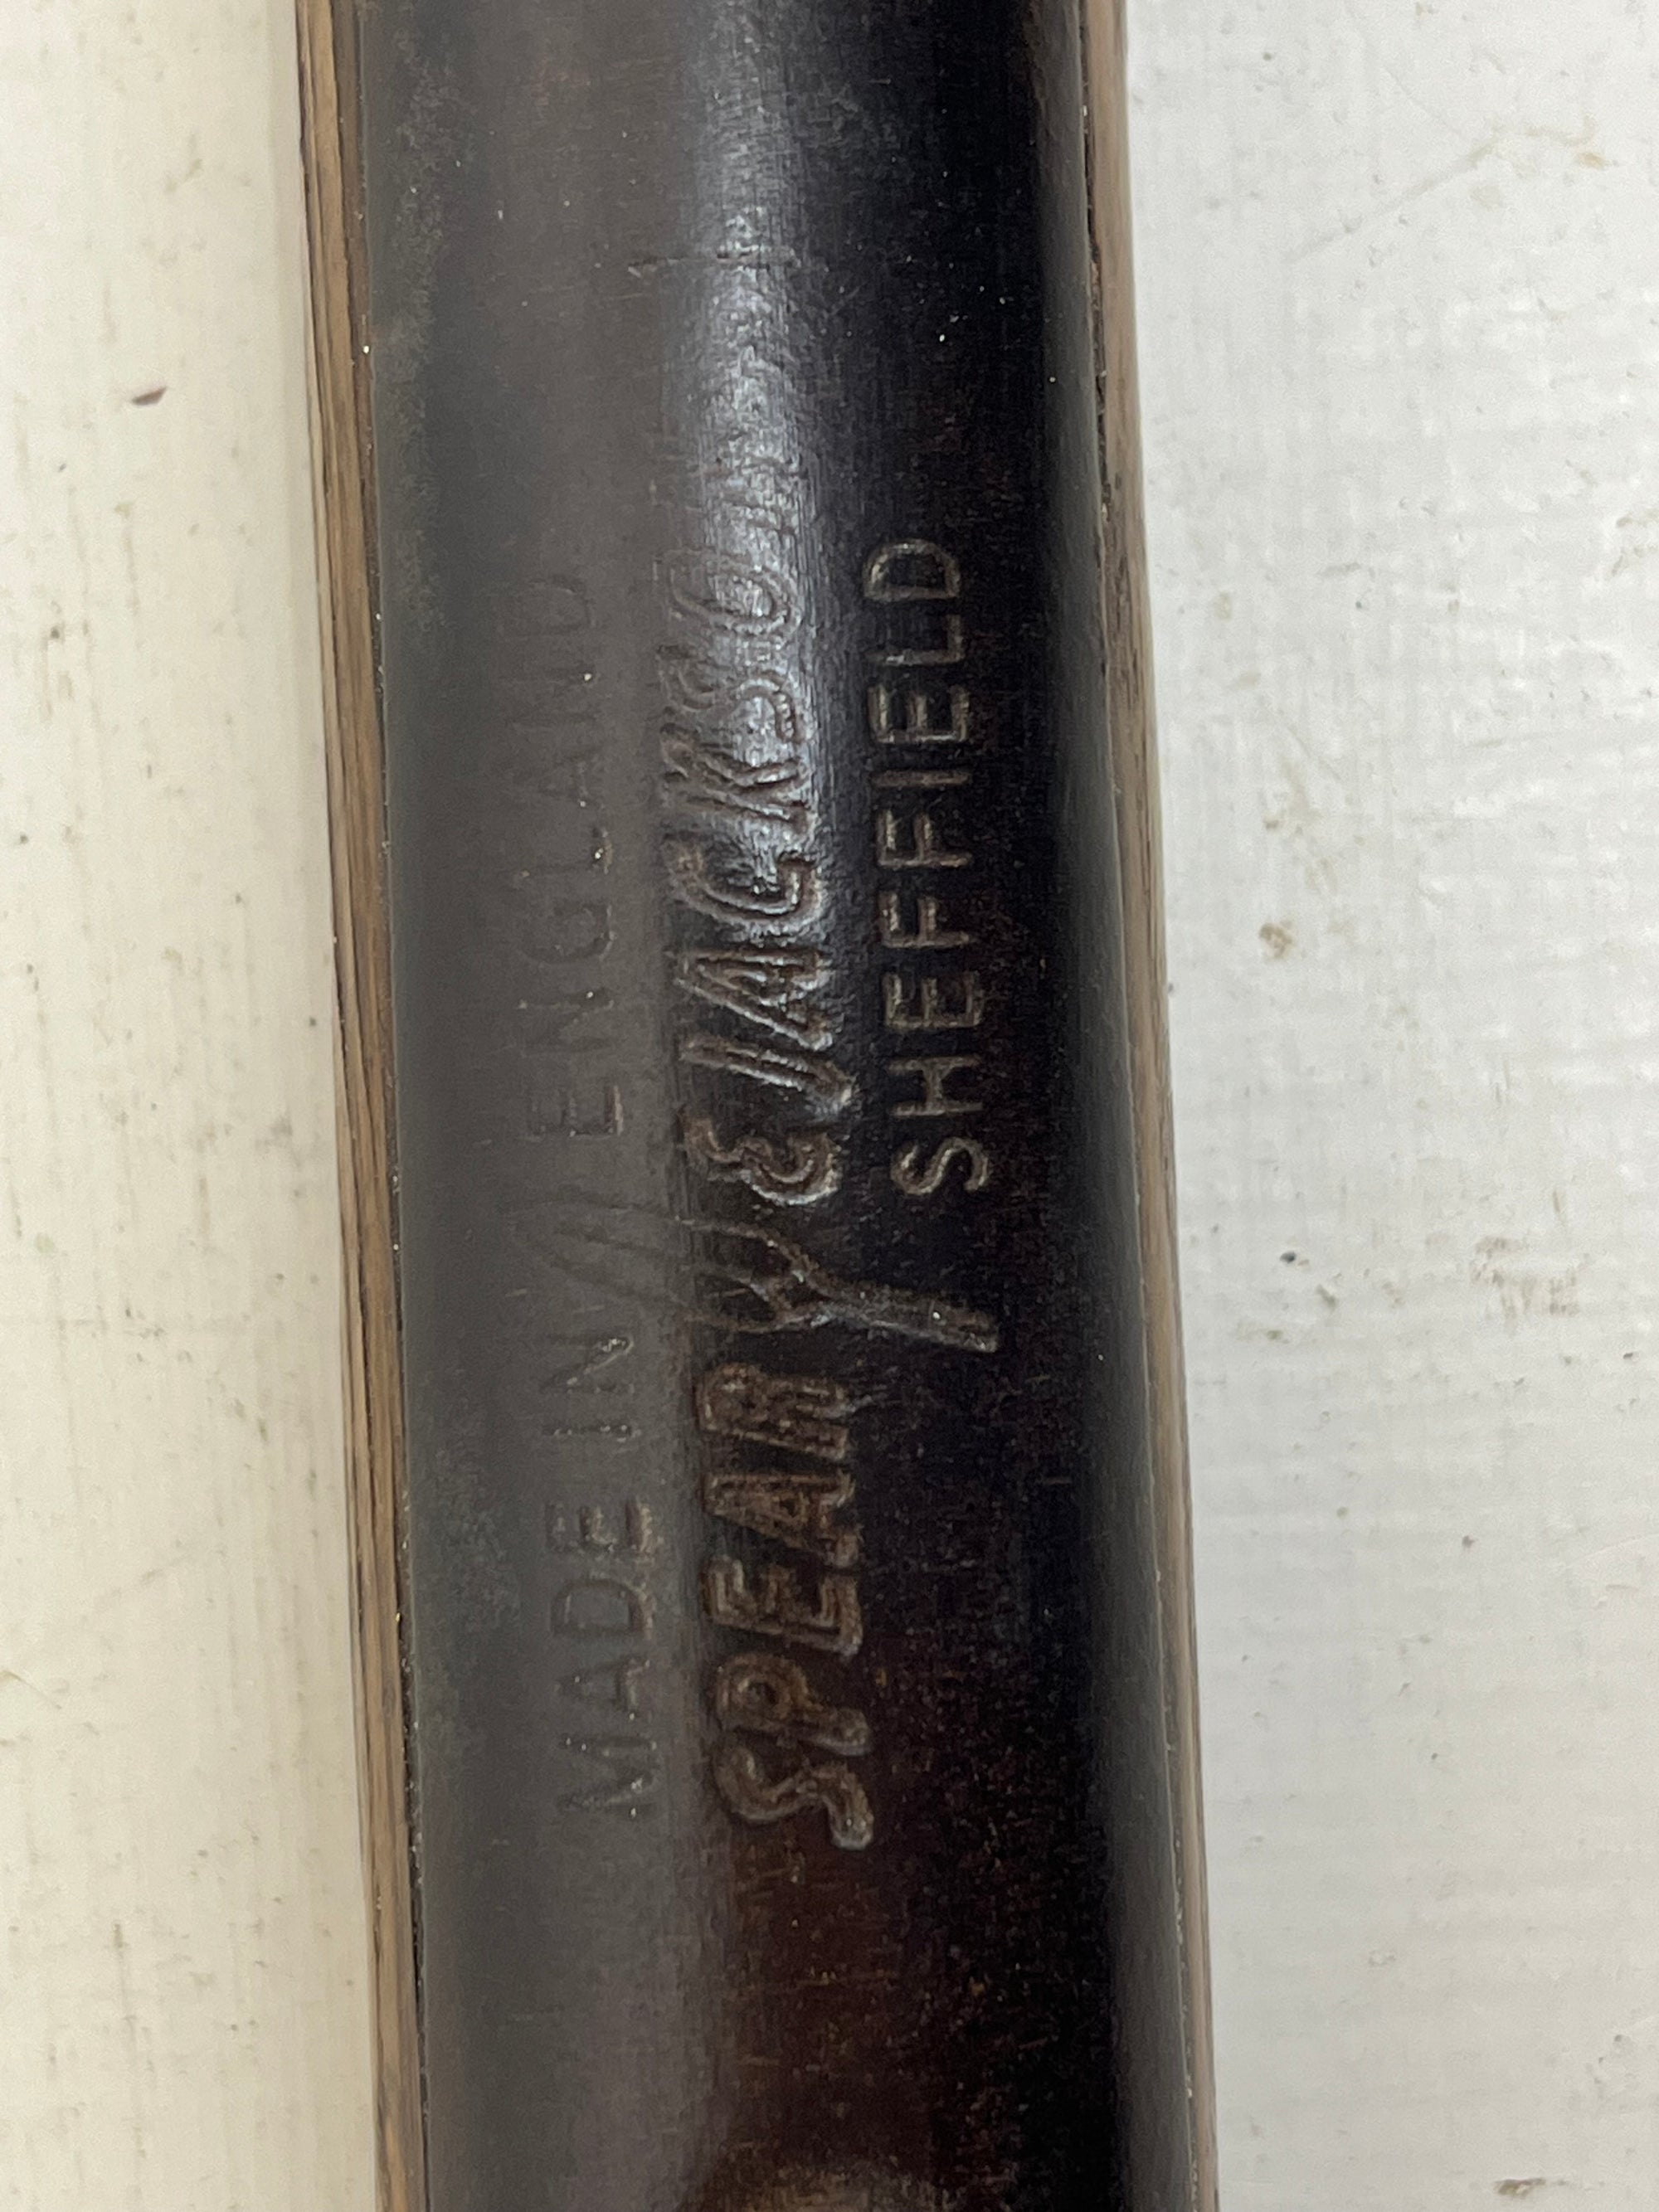 MADE IN ENGLAND
SPEAR & JACKSON
SHEFFIELD